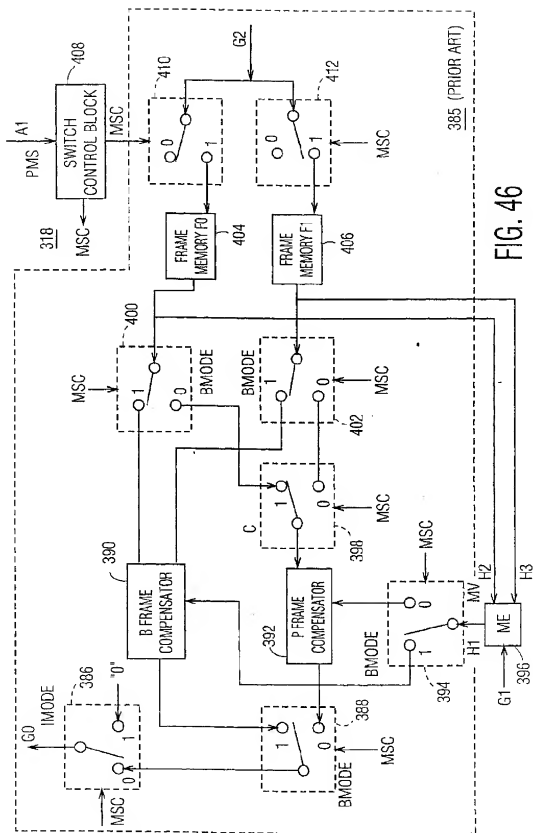 A1
PMS
408
SWITCH
CONTROL BLOCK
MSC
318
MSC
410
0
1
G2
412
0
1
MSC
385 (PRIOR ART)
FRAME
MEMORY F0
404
FRAME
MEMORY F1
406
400
MSC
1
0
BMODE
BMODE
1
0
MSC
402
C
1
0
MSC
398
390
B FRAME
COMPENSATOR
P FRAME
COMPENSATOR
392
MSC
BMODE
1
0
394
H1
MV
H2
H3
ME
396
G1
386
G0
IMODE
"0"
0
1
MSC
388
1
0
MSC
BMODE
FIG. 46